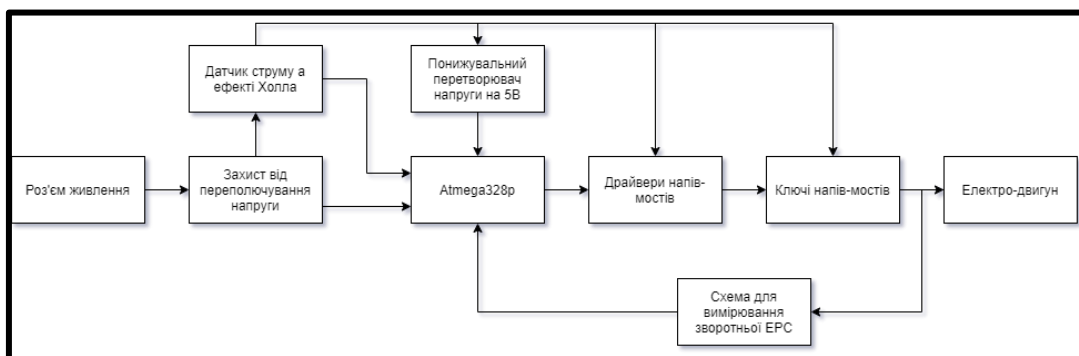 Датчик струму а
ефекті Холла
Понижувальний
перетворювач
напруги на 5В
Роз'єм живлення
Захист від
переполючування
напруги
Atmega328p
Драйвери напів-
мостів
Ключі напів-мостів
Електро-двигун
Схема для
вимірювання
зворотньої ЕРС